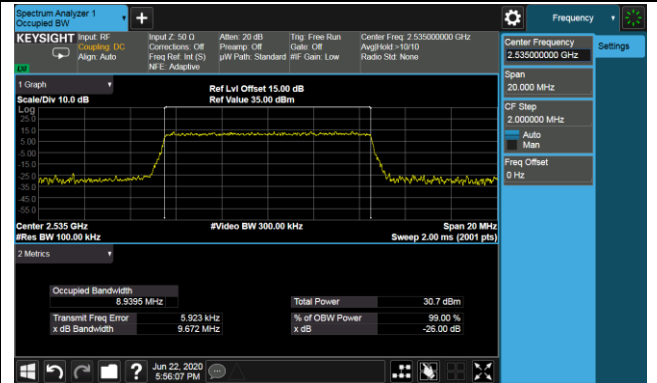 Spectrum Analyzer 1
Occupied BW
Frequency
KEYSIGHT
Input: RF
Coupling: DC
Align: Auto
Input Z: 50 Ω
Corrections: Off
Freq Ref: Int (S)
NFE: Adaptive
Atten: 20 dB
Preamp: Off
µW Path: Standard
Trig: Free Run
Gate: Off
#IF Gain: Low
Center Freq: 2.535000000 GHz
Avg|Hold:>10/10
Radio Std: None
Center Frequency
2.535000000 GHz
Settings
Span
20.000 MHz
CF Step
2.000000 MHz
Auto
Man
Freq Offset
0 Hz
1 Graph
Scale/Div 10.0 dB
Ref Lvl Offset 15.00 dB
Ref Value 35.00 dBm
Log
25.0
15.0
5.00
-5.00
-15.0
-25.0
-35.0
-45.0
-55.0
Center 2.535 GHz
#Res BW 100.00 kHz
#Video BW 300.00 kHz
Span 20 MHz
Sweep 2.00 ms (2001 pts)
2 Metrics
Occupied Bandwidth
8.9395 MHz
Total Power 30.7 dBm
Transmit Freq Error 5.923 kHz
% of OBW Power 99.00 %
x dB Bandwidth 9.672 MHz
x dB -26.00 dB
Jun 22, 2020
5:56:07 PM